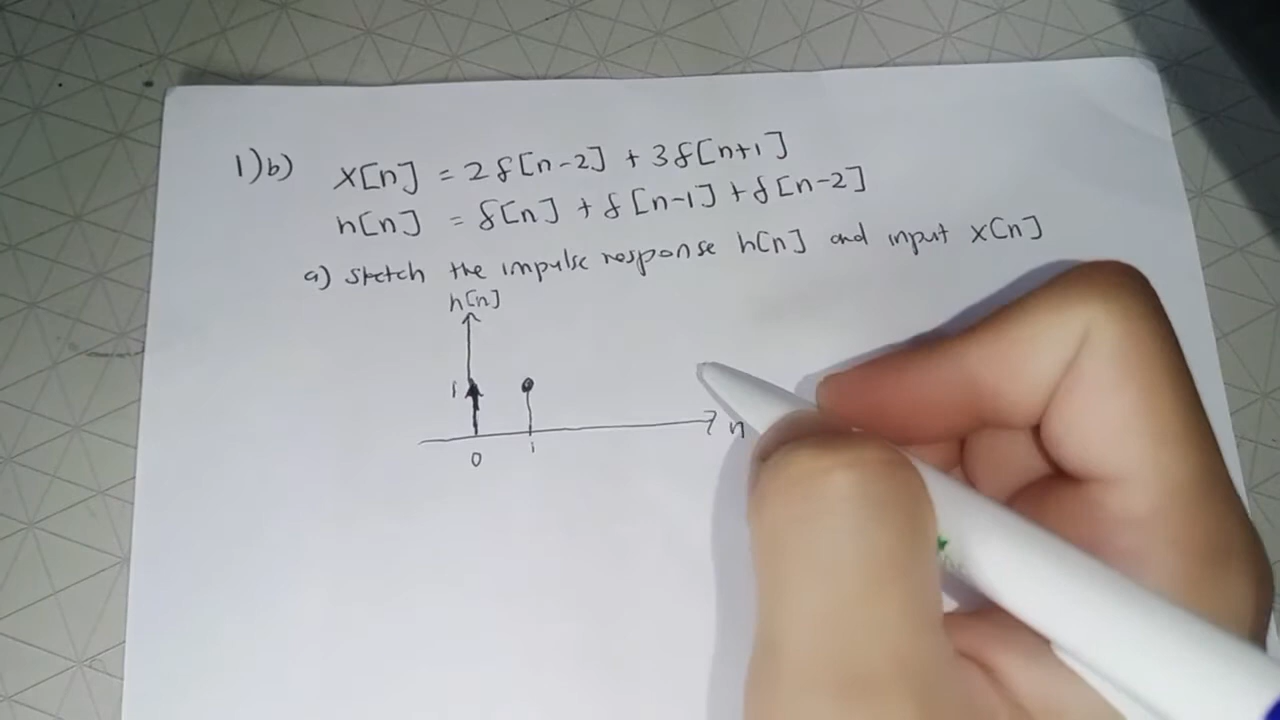 1)b) x[n] = 2δ[n-2] + 3δ[n+1]
h[n] = δ[n] + δ[n-1] + δ[n-2]
a) sketch the impulse response h[n] and input x[n]
h[n]
1
n
0 1